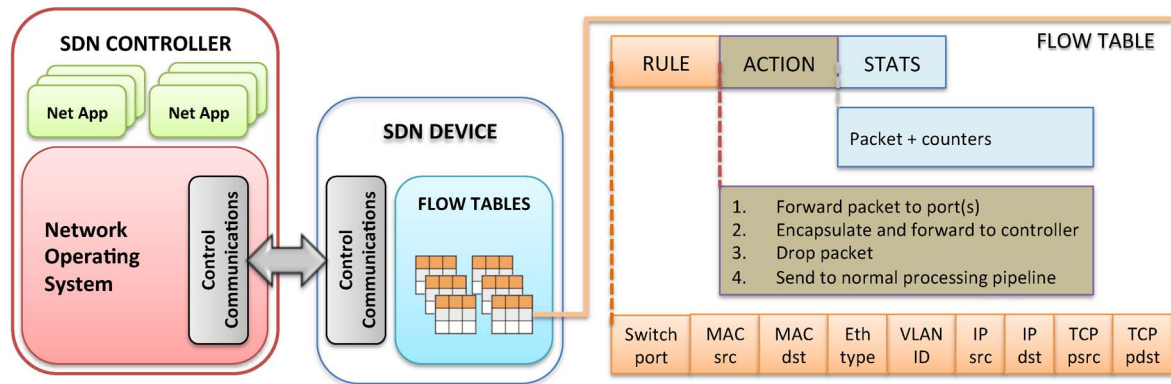 SDN CONTROLLER
Net App
Net App
Network
Operating
System
Control
Communications
SDN DEVICE
Control
Communications
FLOW TABLES
FLOW TABLE
RULE
ACTION
STATS
Packet + counters
1. Forward packet to port(s)
2. Encapsulate and forward to controller
3. Drop packet
4. Send to normal processing pipeline
Switch
port
MAC
src
MAC
dst
Eth
type
VLAN
ID
IP
src
IP
dst
TCP
psrc
TCP
pdst